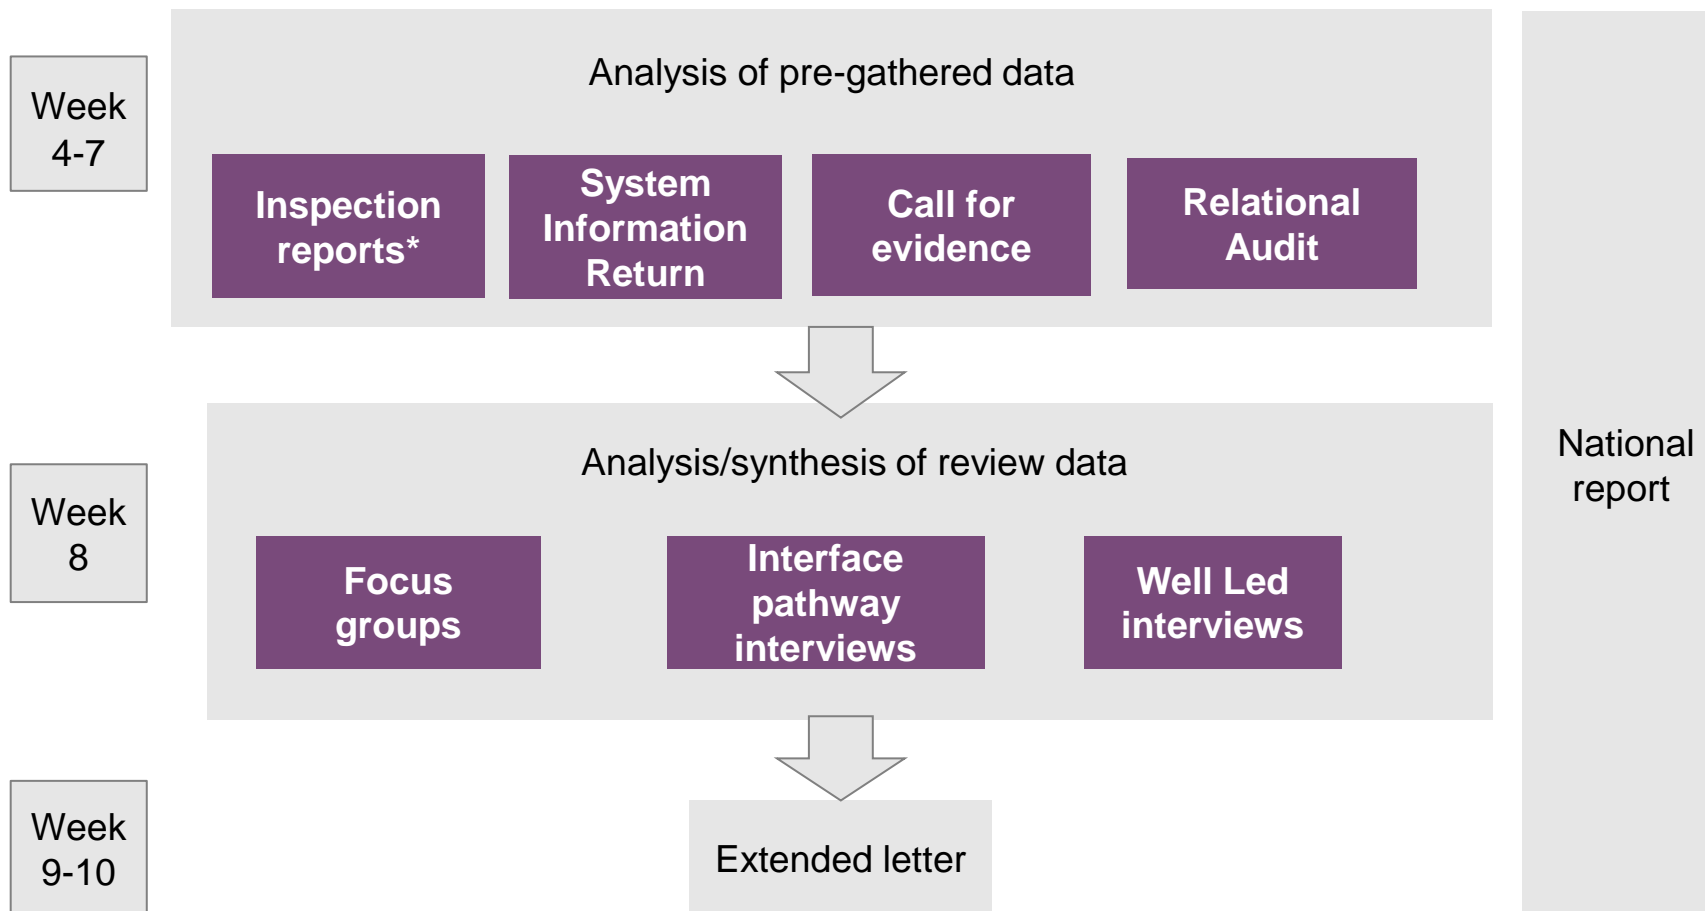 Week
4-7
Analysis of pre-gathered data
Inspection
reports*
System
Information
Return
Call for
evidence
Relational
Audit
Week
8
Analysis/synthesis of review data
Focus
groups
Interface
pathway
interviews
Well Led
interviews
Week
9-10
Extended letter
National
report